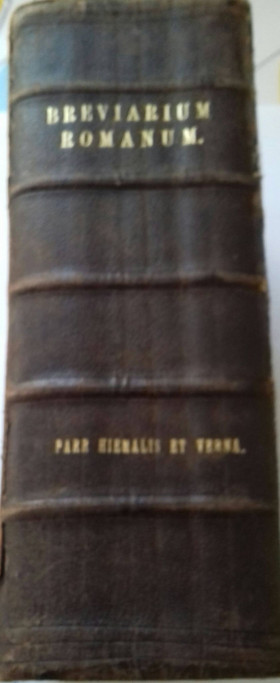 BREVIARIUM
ROMANUM.
PARS HIEMALIS ET VERNA.